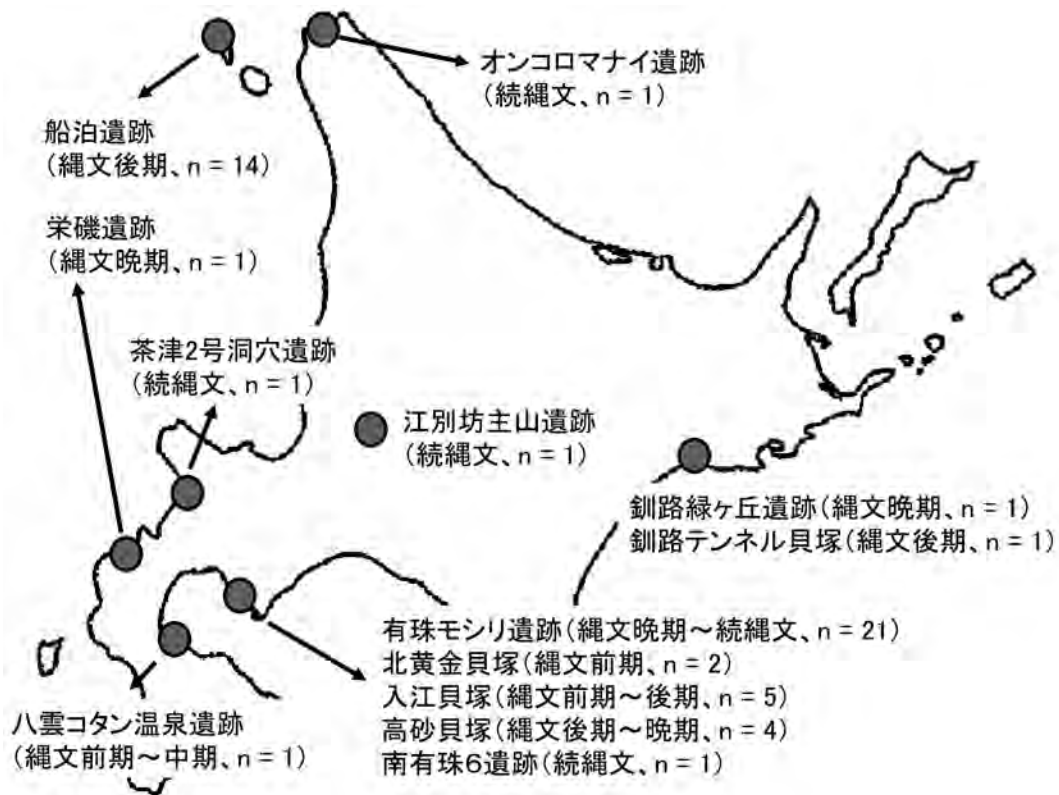 オンコロマナイ遺跡
(続縄文、n = 1)
船泊遺跡
(縄文後期、n = 14)
栄磯遺跡
(縄文晩期、n = 1)
茶津2号洞穴遺跡
(続縄文、n = 1)
江別坊主山遺跡
(続縄文、n = 1)
釧路緑ヶ丘遺跡(縄文晩期、n = 1)
釧路テンネル貝塚(縄文後期、n = 1)
有珠モシリ遺跡(縄文晩期～続縄文、n = 21)
北黄金貝塚(縄文前期、n = 2)
入江貝塚(縄文前期～後期、n = 5)
高砂貝塚(縄文後期～晩期、n = 4)
南有珠6遺跡(続縄文、n = 1)
八雲コタン温泉遺跡
(縄文前期～中期、n = 1)